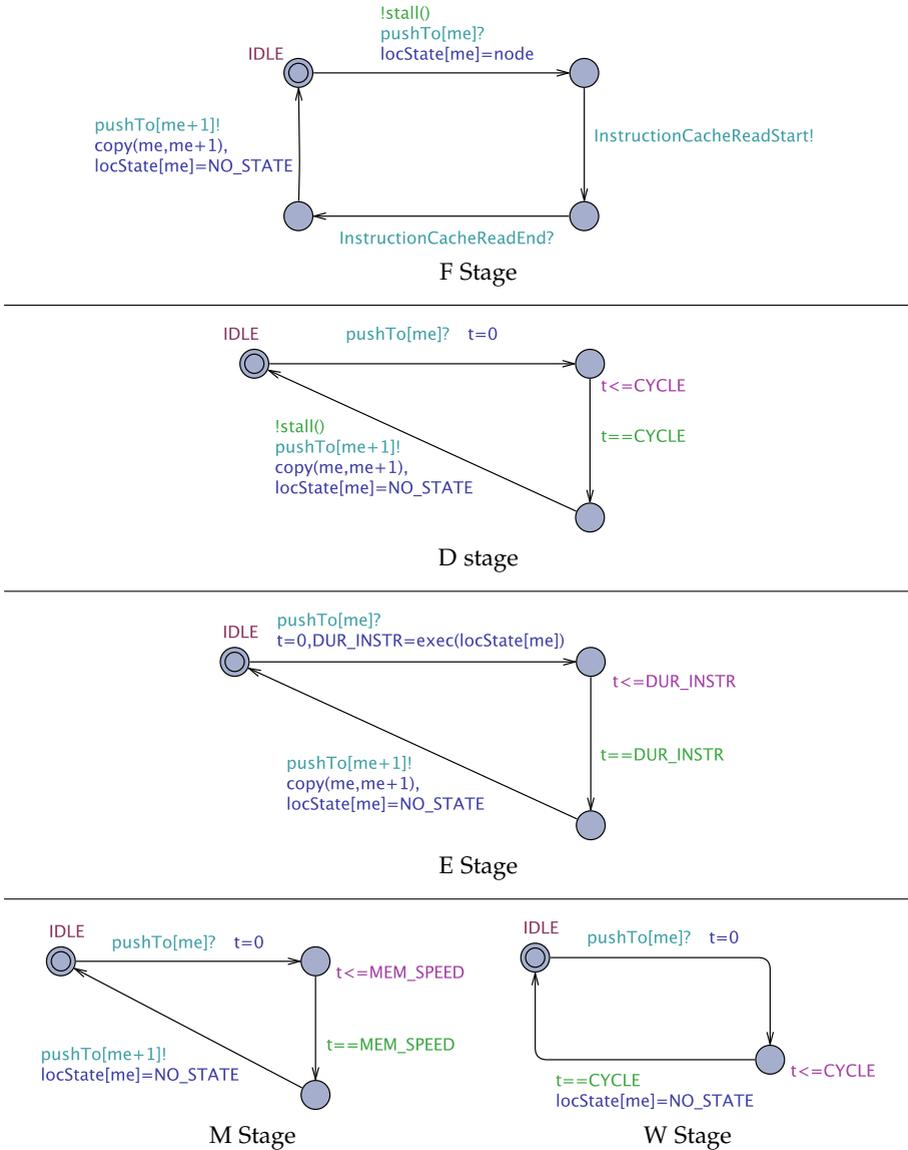 !stall()
pushTo[me]?
locState[me]=node
IDLE
pushTo[me+1]!
copy(me,me+1),
locState[me]=NO_STATE
InstructionCacheReadStart!
InstructionCacheReadEnd?
F Stage
IDLE
pushTo[me]? t=0
t<=CYCLE
!stall()
pushTo[me+1]!
copy(me,me+1),
locState[me]=NO_STATE
t==CYCLE
D stage
IDLE
pushTo[me]?
t=0,DUR_INSTR=exec(locState[me])
t<=DUR_INSTR
t==DUR_INSTR
pushTo[me+1]!
copy(me,me+1),
locState[me]=NO_STATE
E Stage
IDLE
pushTo[me]? t=0
t<=MEM_SPEED
t==MEM_SPEED
pushTo[me+1]!
locState[me]=NO_STATE
M Stage
IDLE
pushTo[me]? t=0
t<=CYCLE
t==CYCLE
locState[me]=NO_STATE
W Stage